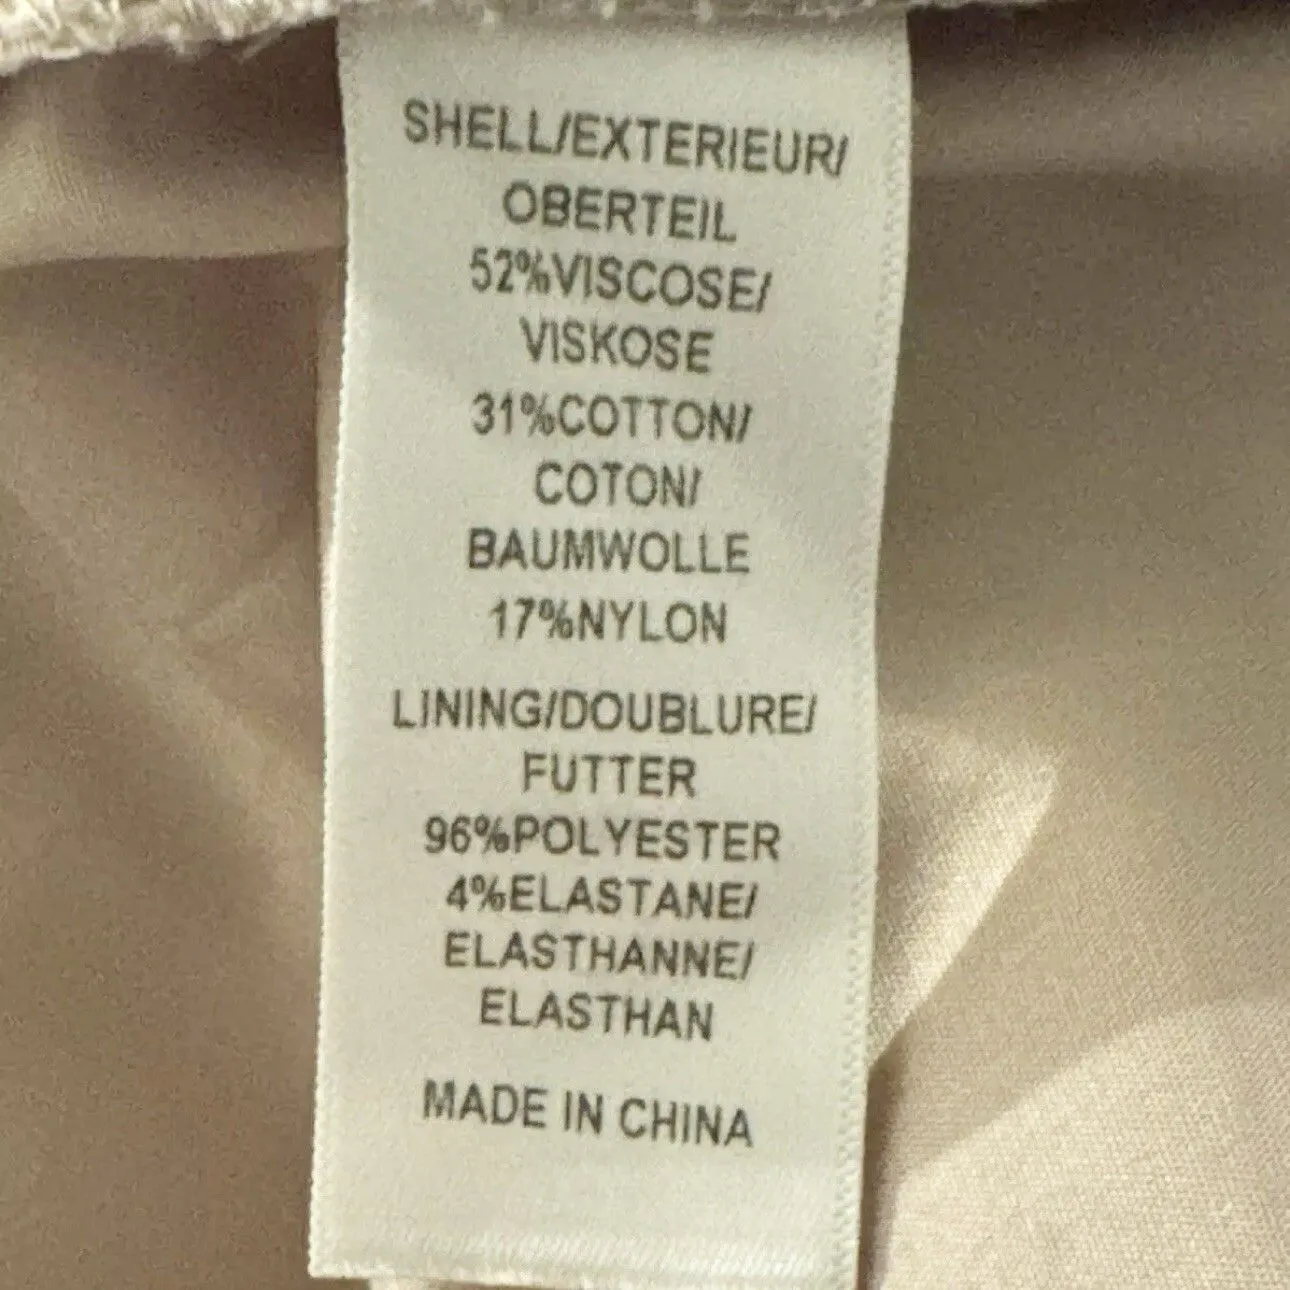 SHELL/EXTERIEUR/
OBERTEIL
52%VISCOSE/
VISKOSE
31%COTTON/
COTON/
BAUMWOLLE
17%NYLON
LINING/DOUBLURE/
FUTTER
96%POLYESTER
4%ELASTANE/
ELASTHANNE/
ELASTHAN
MADE IN CHINA